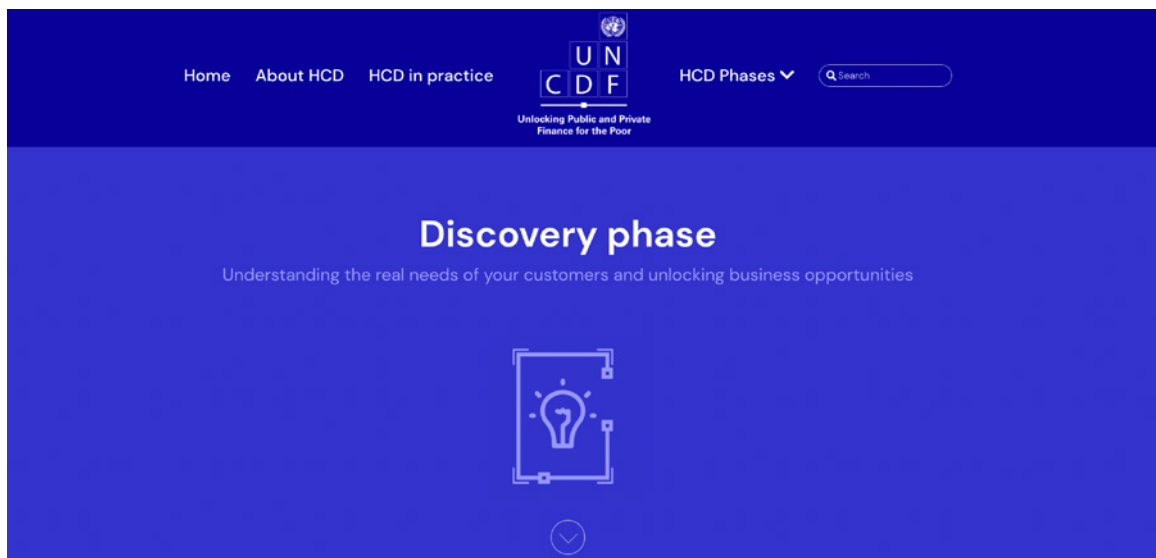 Home About HCD HCD in practice
U N
C D F
Unlocking Public and Private
Finance for the Poor
HCD Phases
Search
Discovery phase
Understanding the real needs of your customers and unlocking business opportunities